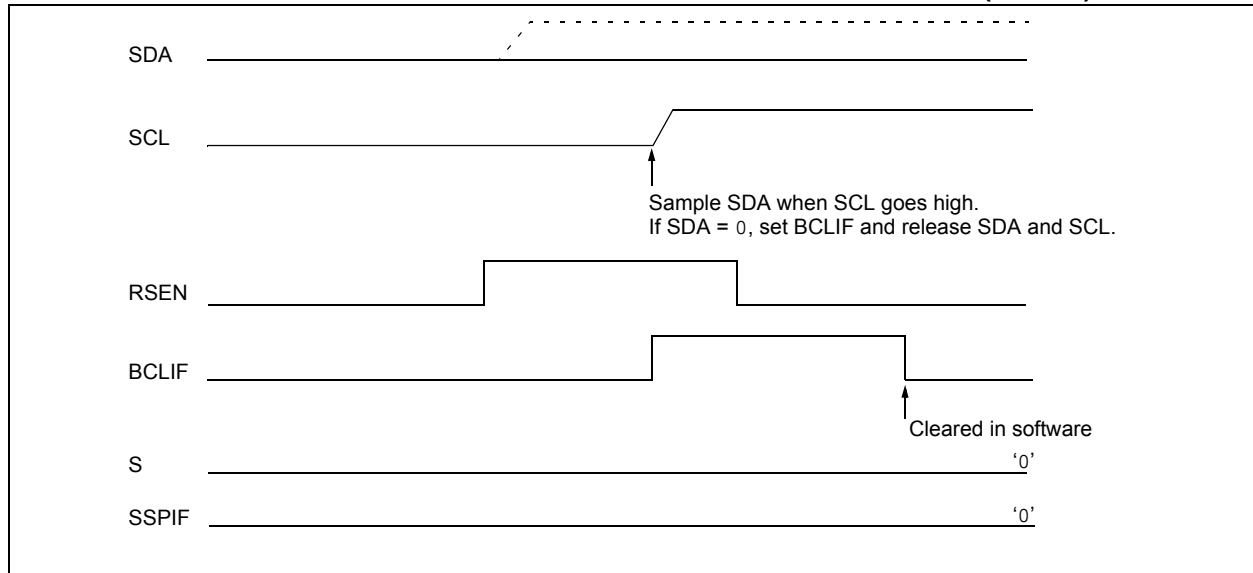 SDA
SCL
Sample SDA when SCL goes high.
If SDA = 0, set BCLIF and release SDA and SCL.
RSEN
BCLIF
Cleared in software
S
‘0’
SSPIF
‘0’